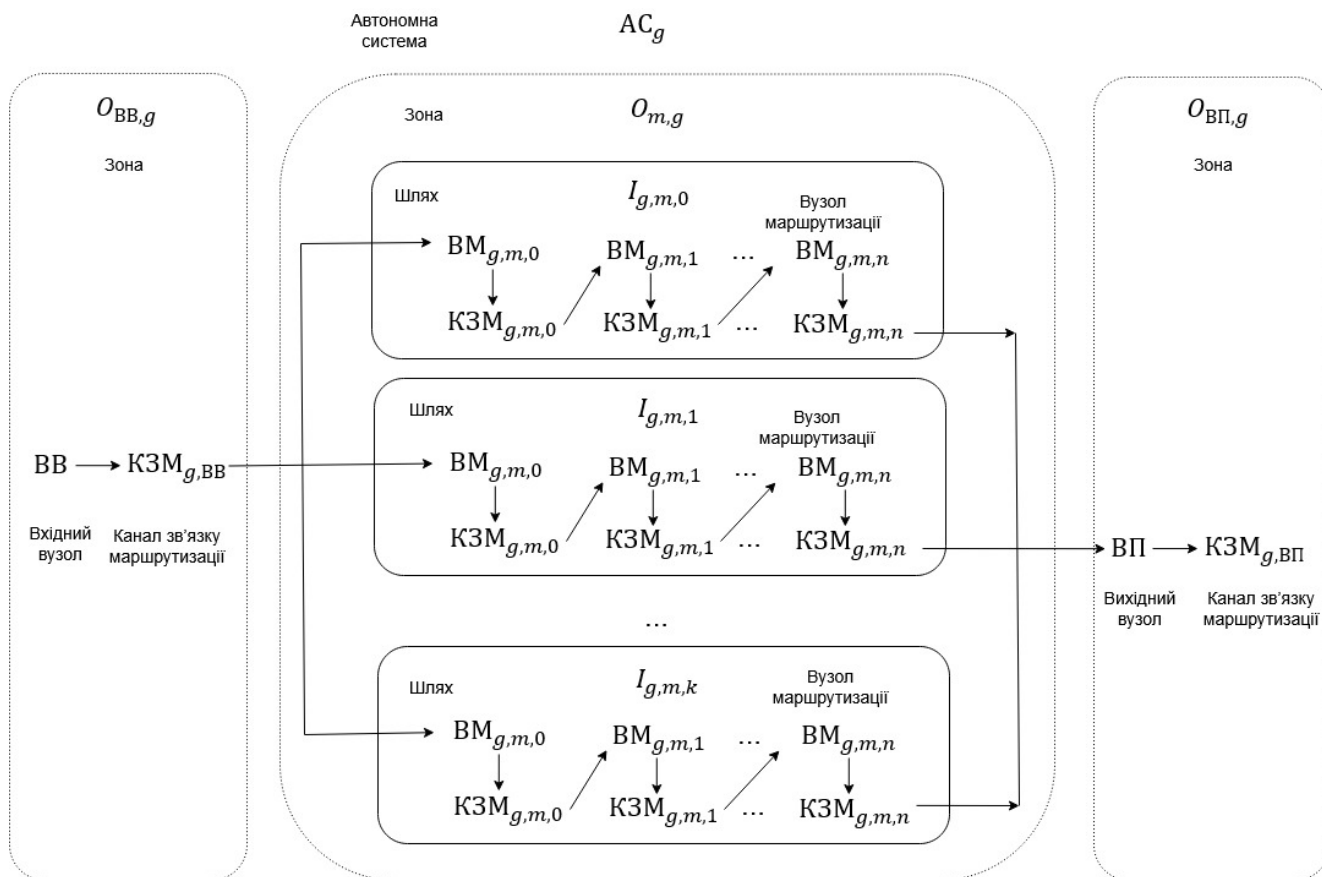 Автономна
система
АС_g
O_ВВ,g
Зона
Зона
O_m,g
O_ВП,g
Зона
Шлях
I_g,m,0
Вузол
маршрутизації
ВМ_g,m,0
ВМ_g,m,1
...
ВМ_g,m,n
КЗМ_g,m,0
КЗМ_g,m,1
...
КЗМ_g,m,n
Шлях
I_g,m,1
Вузол
маршрутизації
ВМ_g,m,0
ВМ_g,m,1
...
ВМ_g,m,n
КЗМ_g,m,0
КЗМ_g,m,1
...
КЗМ_g,m,n
ВВ
КЗМ_g,ВВ
Вхідний
вузол
Канал зв’язку
маршрутизації
ВП
КЗМ_g,ВП
Вихідний
вузол
Канал зв’язку
маршрутизації
...
Шлях
I_g,m,k
Вузол
маршрутизації
ВМ_g,m,0
ВМ_g,m,1
...
ВМ_g,m,n
КЗМ_g,m,0
КЗМ_g,m,1
...
КЗМ_g,m,n